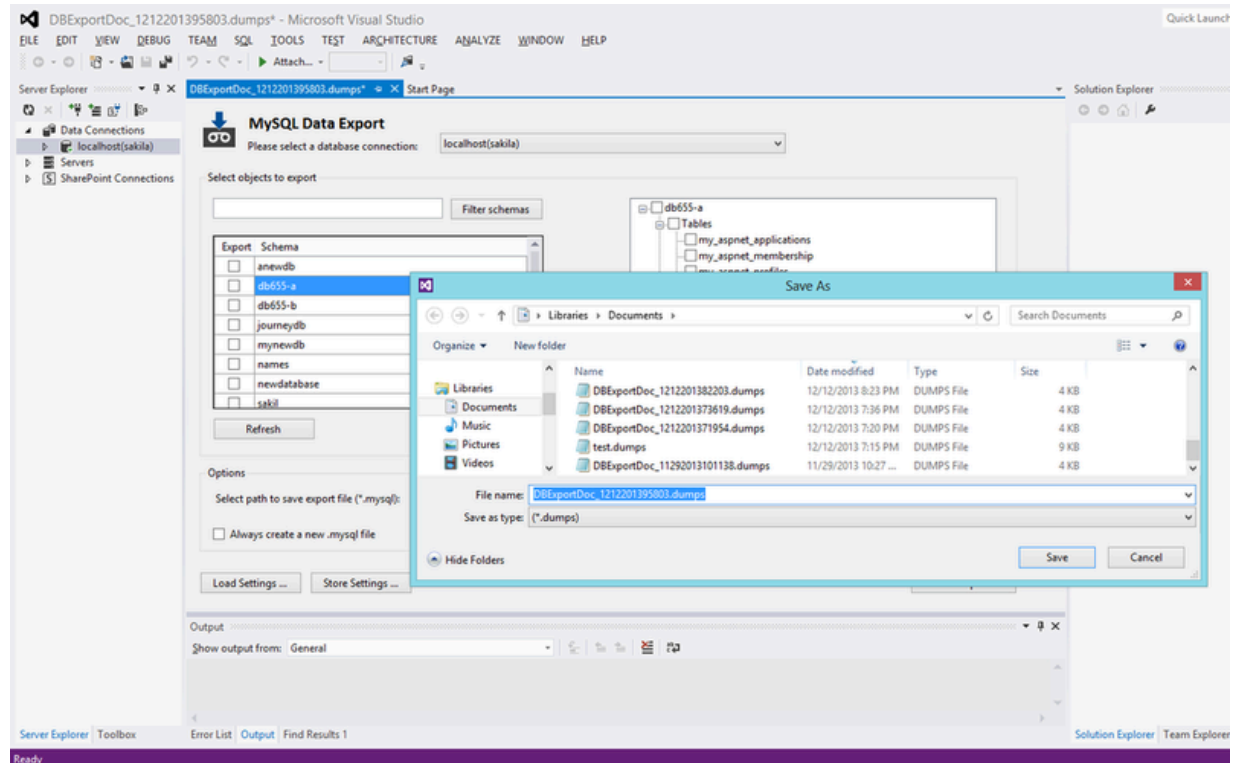 DBExportDoc_1212201395803.dumps* - Microsoft Visual Studio
Quick Launch
FILE EDIT VIEW DEBUG TEAM SQL TOOLS TEST ARCHITECTURE ANALYZE WINDOW HELP
Attach...
Server Explorer
DBExportDoc_1212201395803.dumps*
Start Page
Solution Explorer
Data Connections
localhost(sakila)
Servers
SharePoint Connections
MySQL Data Export
Please select a database connection: localhost(sakila)
Select objects to export
Filter schemas
Export Schema
anewdb
db655-a
db655-b
journeydb
mynewdb
names
newdatabase
sakil
Refresh
db655-a
Tables
my_aspnet_applications
my_aspnet_membership
my_aspnet_profiles
Options
Select path to save export file (*.mysql):
Always create a new .mysql file
Load Settings ... Store Settings ...
Save As
Libraries Documents
Search Documents
Organize New folder
Libraries
Documents
Music
Pictures
Videos
Name Date modified Type Size
DBExportDoc_1212201382203.dumps 12/12/2013 8:23 PM DUMPS File 4 KB
DBExportDoc_1212201373619.dumps 12/12/2013 7:36 PM DUMPS File 4 KB
DBExportDoc_1212201371954.dumps 12/12/2013 7:20 PM DUMPS File 4 KB
test.dumps 12/12/2013 7:15 PM DUMPS File 9 KB
DBExportDoc_11292013101138.dumps 11/29/2013 10:27 ... DUMPS File 4 KB
File name: DBExportDoc_1212201395803.dumps
Save as type: (*.dumps)
Hide Folders
Save Cancel
Output
Show output from: General
Server Explorer Toolbox
Error List Output Find Results 1
Solution Explorer Team Explorer
Ready